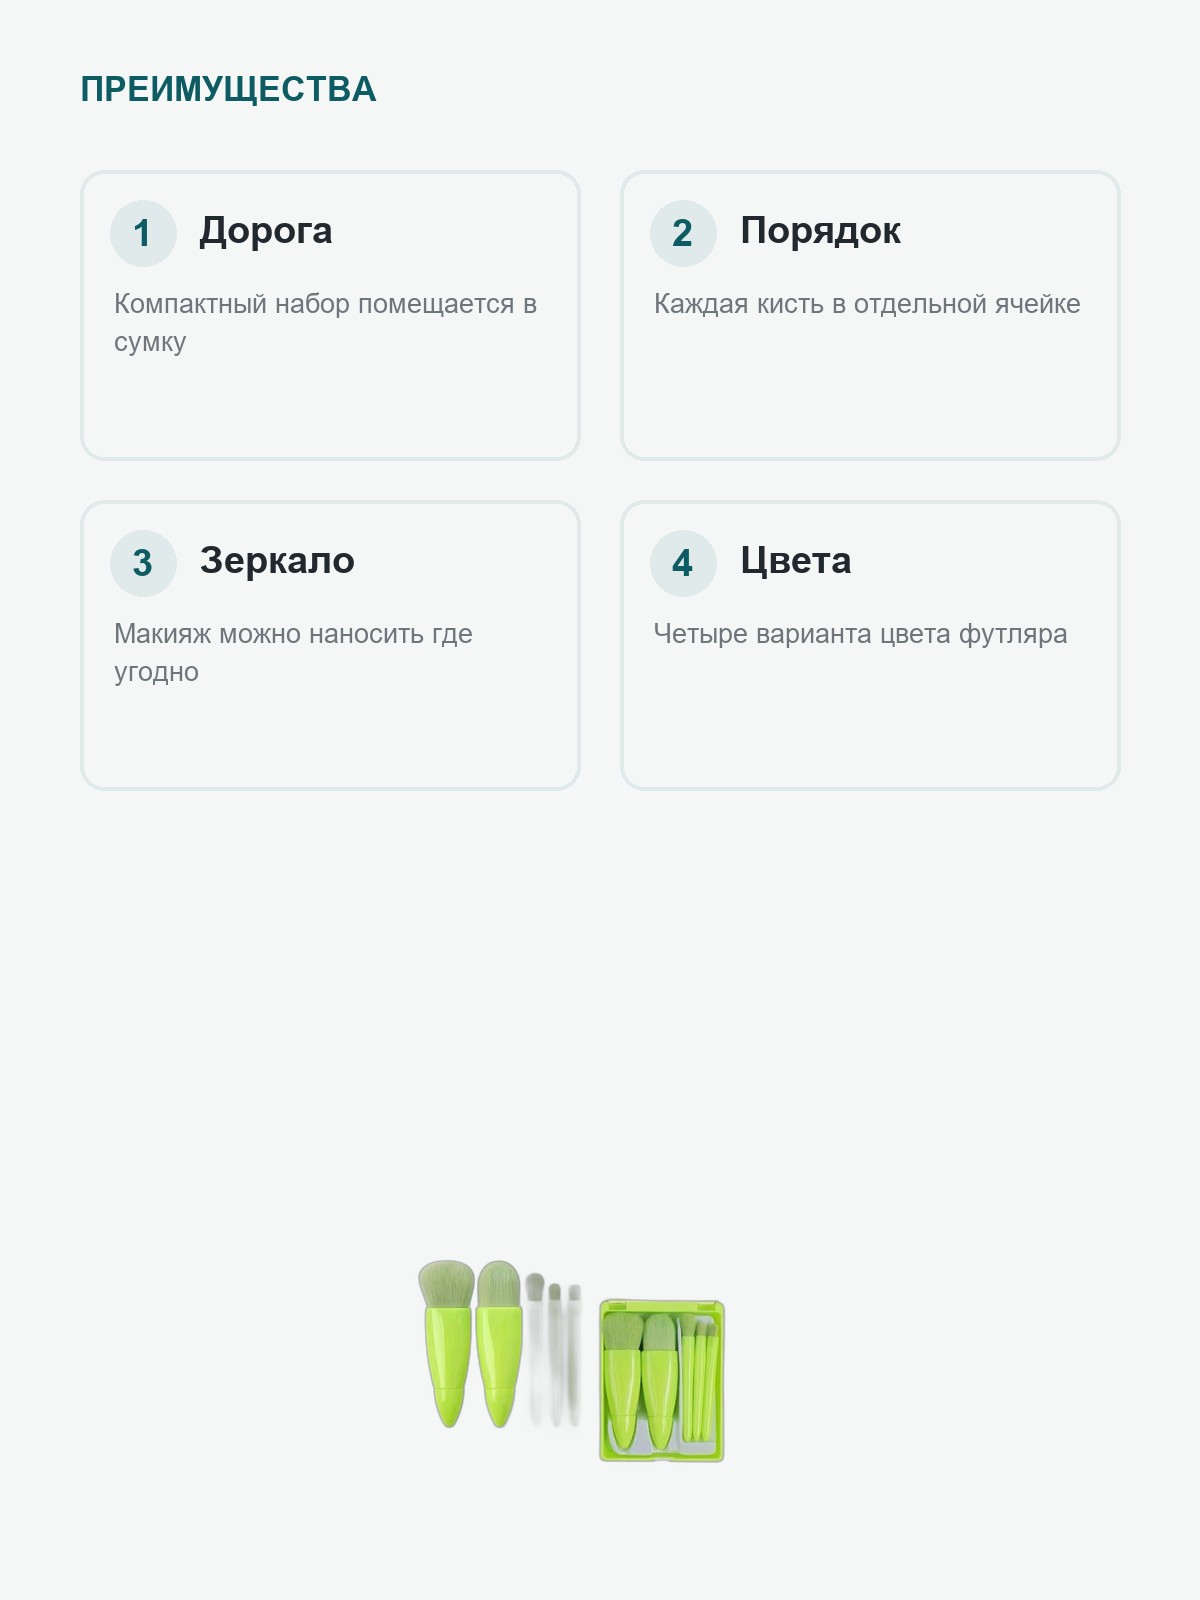 ПРЕИМУЩЕСТВА
1 Дорога
Компактный набор помещается в
сумку
2 Порядок
Каждая кисть в отдельной ячейке
3 Зеркало
Макияж можно наносить где
угодно
4 Цвета
Четыре варианта цвета футляра